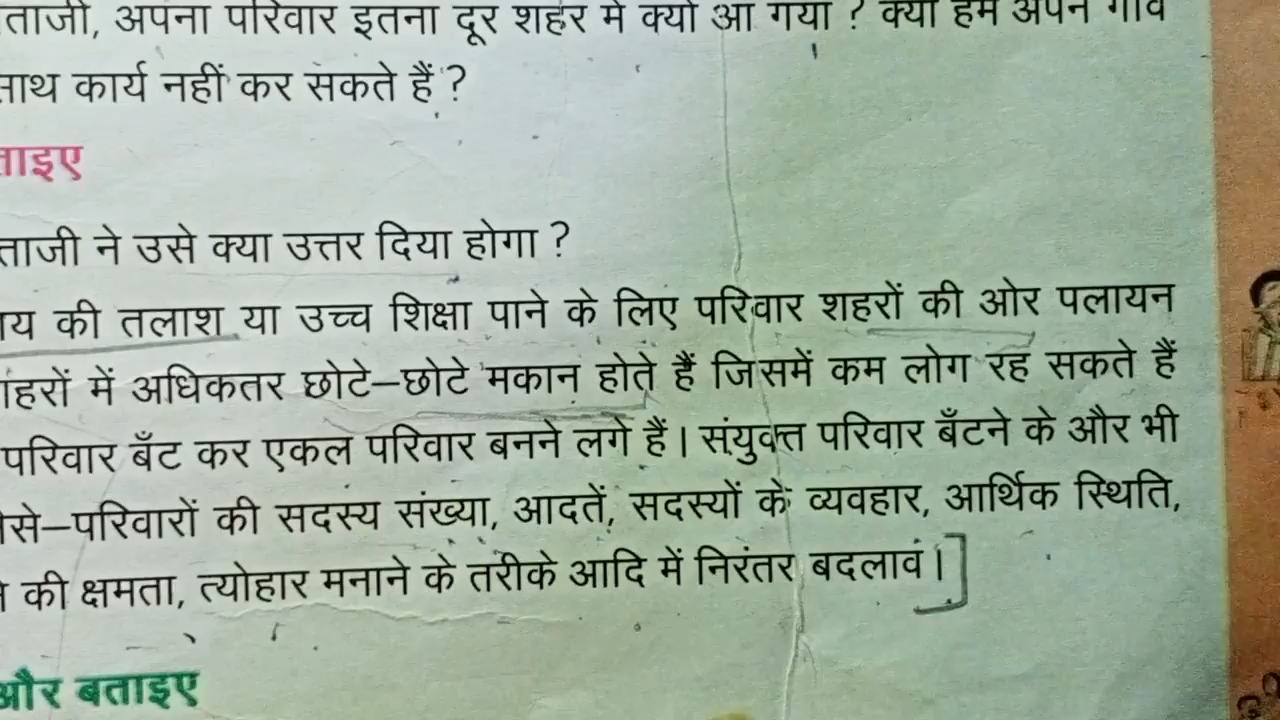 ताजी, अपना परिवार इतना दूर शहर में क्यों आ गया ? क्या हम अपने गाँव
साथ कार्य नहीं कर सकते हैं ?
ताइए
ताजी ने उसे क्या उत्तर दिया होगा ?
की तलाश या उच्च शिक्षा पाने के लिए परिवार शहरों की ओर पलायन
शहरों में अधिकतर छोटे–छोटे मकान होते हैं जिसमें कम लोग रह सकते हैं
परिवार बँट कर एकल परिवार बनने लगे हैं। संयुक्त परिवार बँटने के और भी
से–परिवारों की सदस्य संख्या, आदतें, सदस्यों के व्यवहार, आर्थिक स्थिति,
की क्षमता, त्योहार मनाने के तरीके आदि में निरंतर बदलाव।]
और बताइए